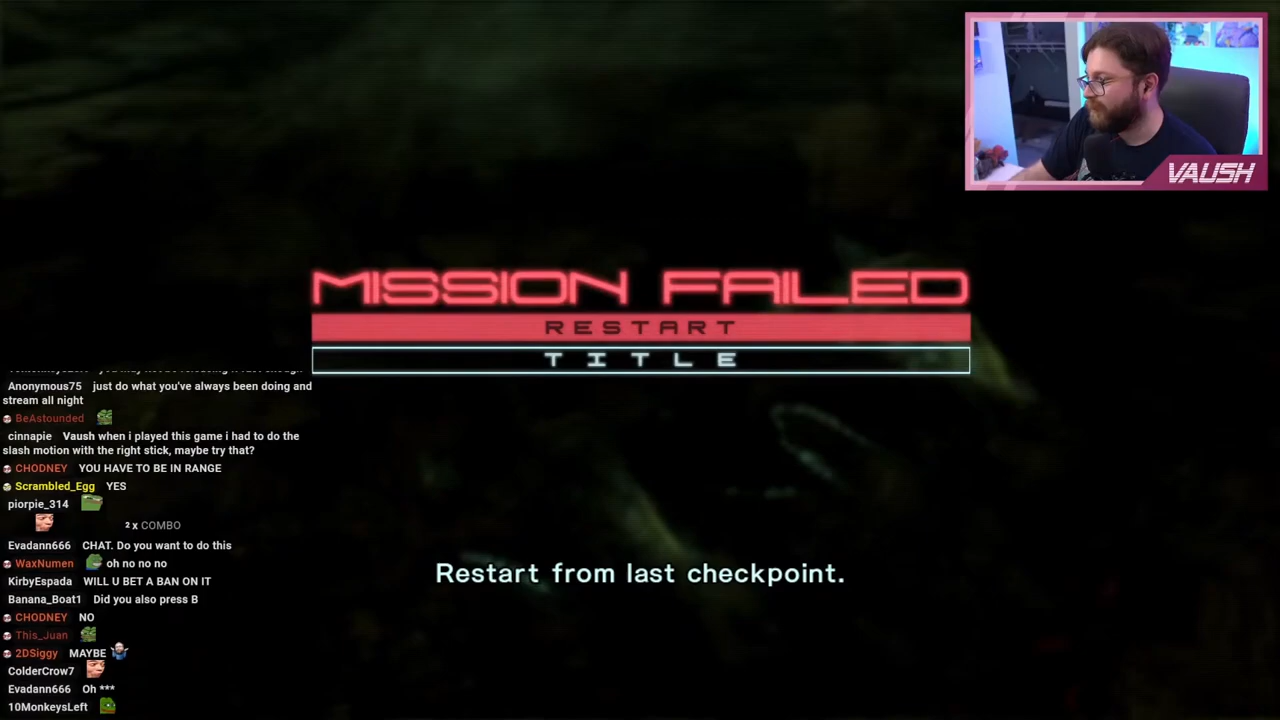 VAUSH
MISSION FAILED
RESTART
TITLE
Anonymous75 just do what you've always been doing and
stream all night
BeAstounded
cinnapie Vaush when i played this game i had to do the
slash motion with the right stick, maybe try that?
CHODNEY YOU HAVE TO BE IN RANGE
Scrambled_Egg YES
piorpie_314
2 x COMBO
Evadann666 CHAT. Do you want to do this
WaxNumen oh no no no
KirbyEspada WILL U BET A BAN ON IT
Banana_Boat1 Did you also press B
CHODNEY NO
This_Juan
2DSiggy MAYBE
ColderCrow7
Evadann666 Oh ***
10MonkeysLeft
Restart from last checkpoint.